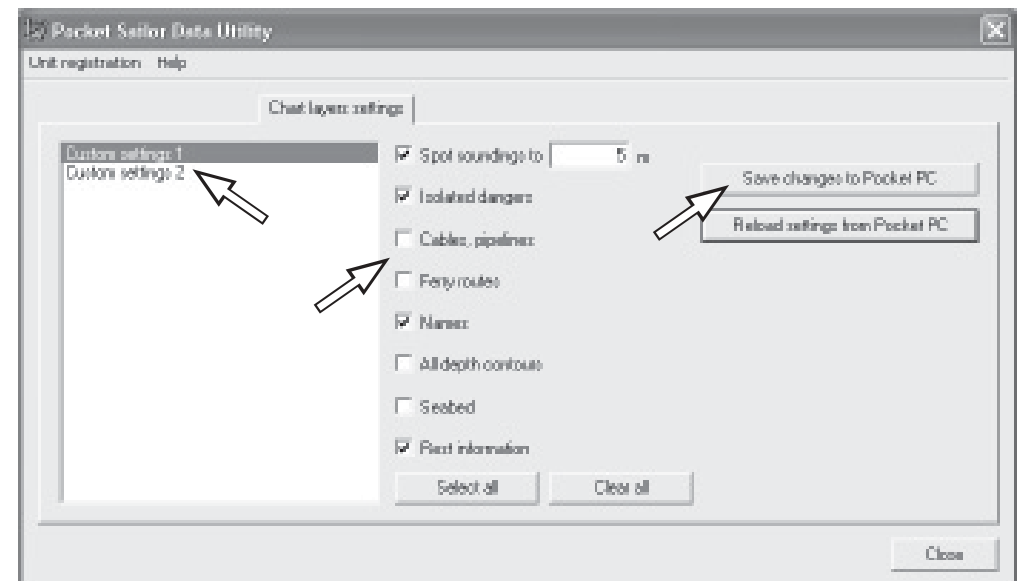 Pocket Sailor Data Utility
Unit registration Help
Chart layers settings
Custom settings 1
Custom settings 2
Spot soundings to 5 m
Isolated dangers
Cables, pipelines
Ferry routes
Names
All depth contours
Seabed
Rest information
Select all Clear all
Save changes to Pocket PC
Reload settings from Pocket PC
Close